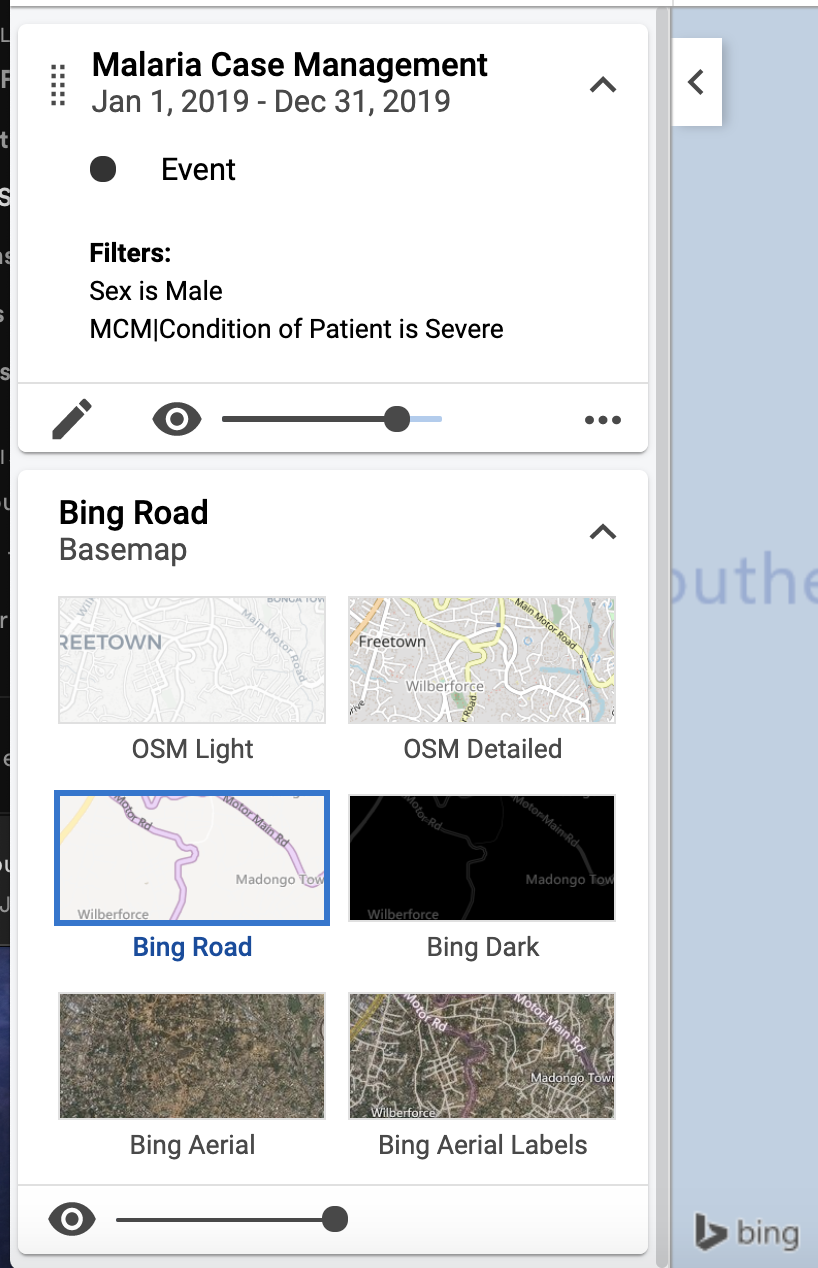 Malaria Case Management
Jan 1, 2019 - Dec 31, 2019
Event
Filters:
Sex is Male
MCM|Condition of Patient is Severe
Bing Road
Basemap
REETOWN
Main Motor Road
OSM Light
Freetown
Main Motor Road
Wilberforce
Road
OSM Detailed
Motor Rd
Motor Main Rd
Madongo Tow
Wilberforce
Bing Road
Motor Rd
Motor Main Rd
Madongo Tow
Wilberforce
Bing Dark
Bing Aerial
Motor Rd
Motor Main Rd
Madongo Town
Wilberforce
Bing Aerial Labels
outhe
bing